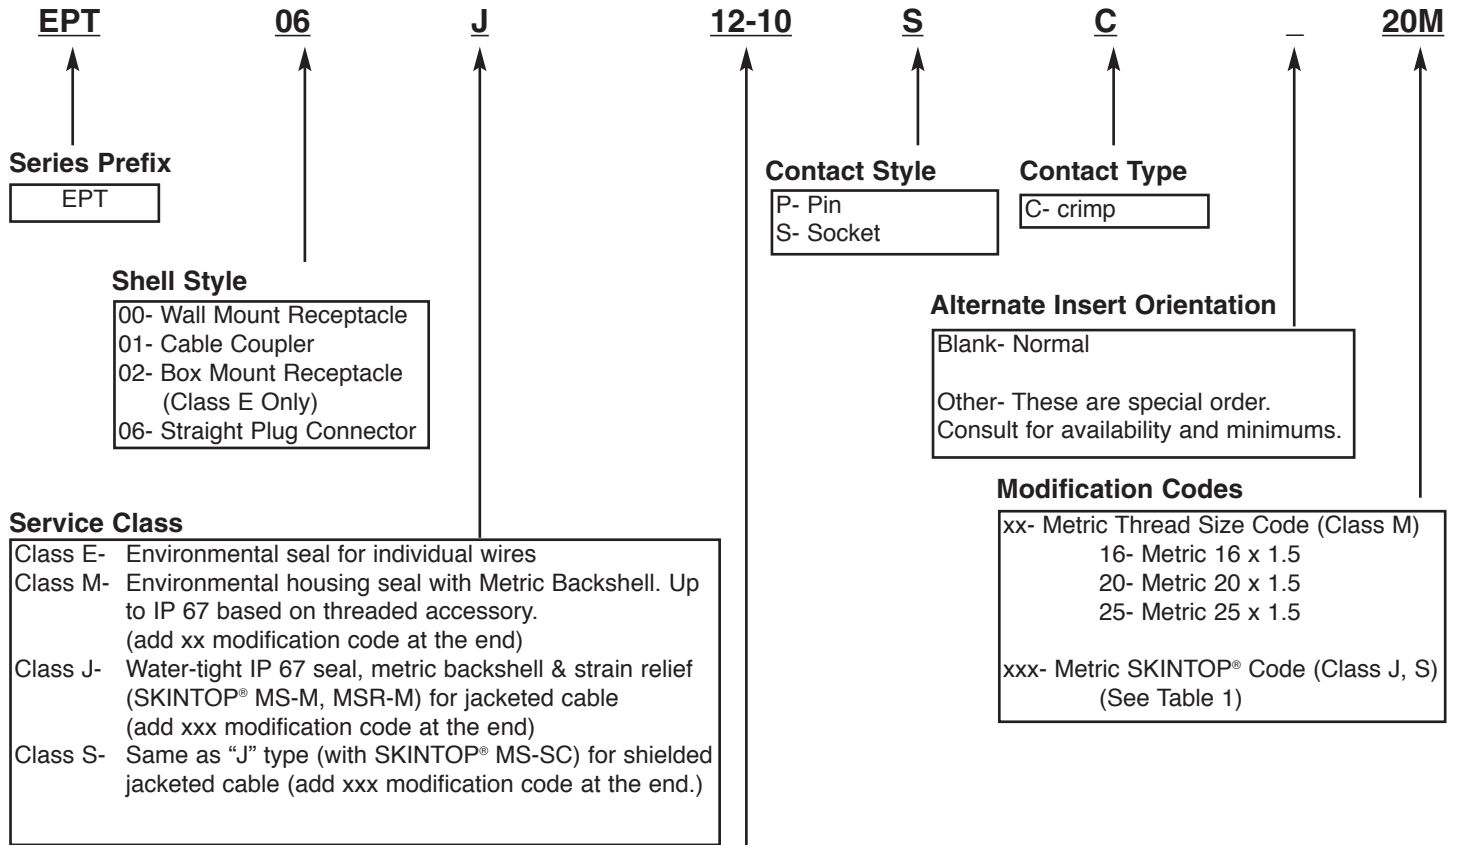 EPT 06 J 12-10 S C _ 20M
Series Prefix
EPT
Contact Style
P- Pin
S- Socket
Contact Type
C- crimp
Shell Style
00- Wall Mount Receptacle
01- Cable Coupler
02- Box Mount Receptacle
(Class E Only)
06- Straight Plug Connector
Alternate Insert Orientation
Blank- Normal
Other- These are special order.
Consult for availability and minimums.
Modification Codes
xx- Metric Thread Size Code (Class M)
16- Metric 16 x 1.5
20- Metric 20 x 1.5
25- Metric 25 x 1.5
xxx- Metric SKINTOP® Code (Class J, S)
(See Table 1)
Service Class
Class E- Environmental seal for individual wires
Class M- Environmental housing seal with Metric Backshell. Up
to IP 67 based on threaded accessory.
(add xx modification code at the end)
Class J- Water-tight IP 67 seal, metric backshell & strain relief
(SKINTOP® MS-M, MSR-M) for jacketed cable
(add xxx modification code at the end)
Class S- Same as “J” type (with SKINTOP® MS-SC) for shielded
jacketed cable (add xxx modification code at the end.)